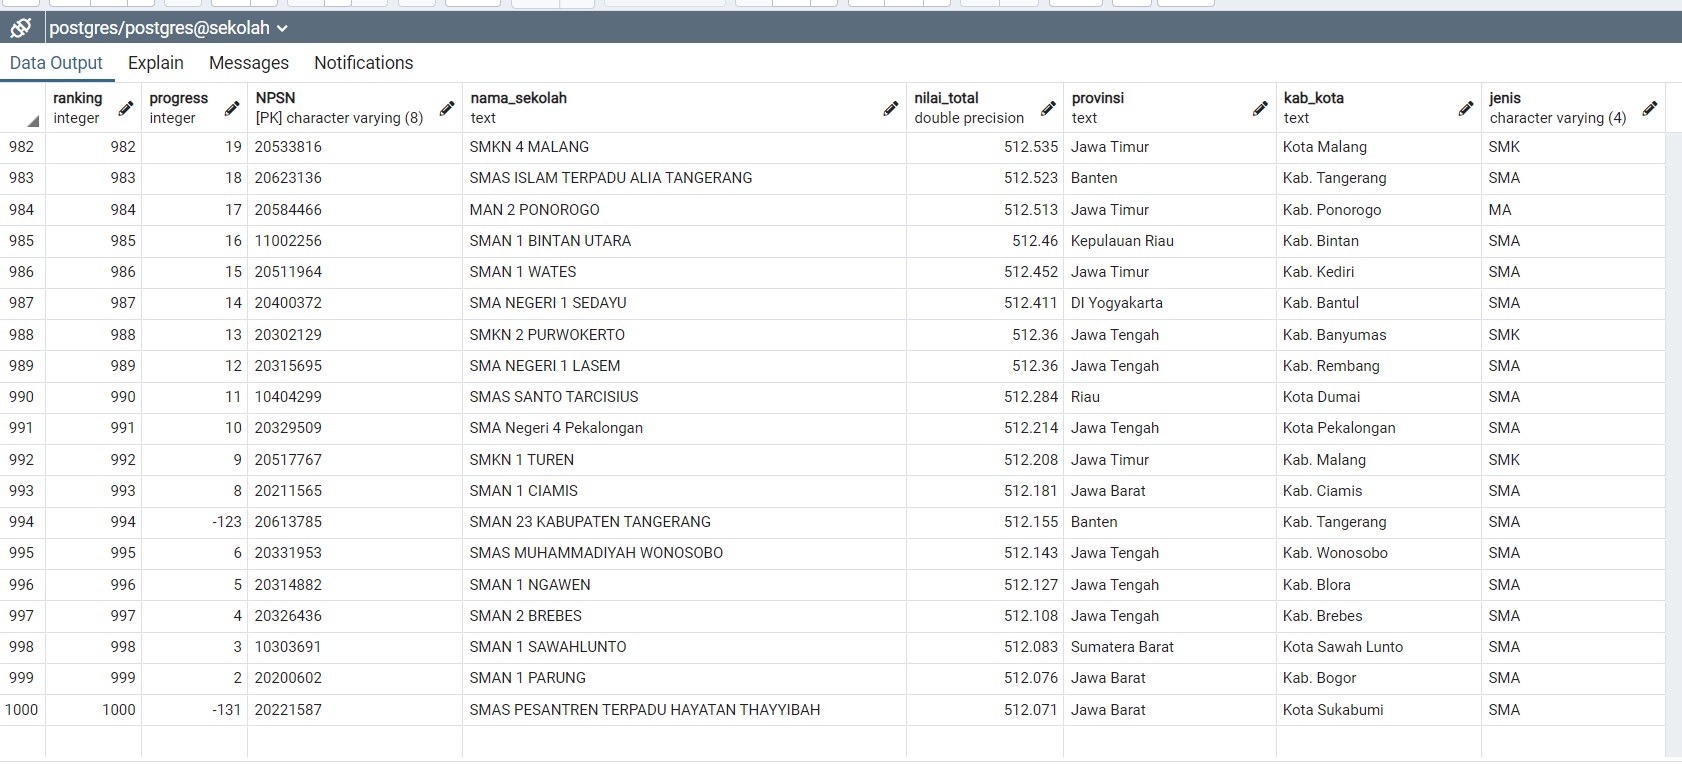 postgres/postgres@sekolah
Data Output Explain Messages Notifications
ranking progress NPSN nama_sekolah nilai_total provinsi kab_kota jenis
integer integer [PK] character varying (8) text double precision text text character varying (4)
982 982 19 20533816 SMKN 4 MALANG 512.535 Jawa Timur Kota Malang SMK
983 983 18 20623136 SMAS ISLAM TERPADU ALIA TANGERANG 512.523 Banten Kab. Tangerang SMA
984 984 17 20584466 MAN 2 PONOROGO 512.513 Jawa Timur Kab. Ponorogo MA
985 985 16 11002256 SMAN 1 BINTAN UTARA 512.46 Kepulauan Riau Kab. Bintan SMA
986 986 15 20511964 SMAN 1 WATES 512.452 Jawa Timur Kab. Kediri SMA
987 987 14 20400372 SMA NEGERI 1 SEDAYU 512.411 DI Yogyakarta Kab. Bantul SMA
988 988 13 20302129 SMKN 2 PURWOKERTO 512.36 Jawa Tengah Kab. Banyumas SMK
989 989 12 20315695 SMA NEGERI 1 LASEM 512.36 Jawa Tengah Kab. Rembang SMA
990 990 11 10404299 SMAS SANTO TARCISIUS 512.284 Riau Kota Dumai SMA
991 991 10 20329509 SMA Negeri 4 Pekalongan 512.214 Jawa Tengah Kota Pekalongan SMA
992 992 9 20517767 SMKN 1 TUREN 512.208 Jawa Timur Kab. Malang SMK
993 993 8 20211565 SMAN 1 CIAMIS 512.181 Jawa Barat Kab. Ciamis SMA
994 994 -123 20613785 SMAN 23 KABUPATEN TANGERANG 512.155 Banten Kab. Tangerang SMA
995 995 6 20331953 SMAS MUHAMMADIYAH WONOSOBO 512.143 Jawa Tengah Kab. Wonosobo SMA
996 996 5 20314882 SMAN 1 NGAWEN 512.127 Jawa Tengah Kab. Blora SMA
997 997 4 20326436 SMAN 2 BREBES 512.108 Jawa Tengah Kab. Brebes SMA
998 998 3 10303691 SMAN 1 SAWAHLUNTO 512.083 Sumatera Barat Kota Sawah Lunto SMA
999 999 2 20200602 SMAN 1 PARUNG 512.076 Jawa Barat Kab. Bogor SMA
1000 1000 -131 20221587 SMAS PESANTREN TERPADU HAYATAN THAYYIBAH 512.071 Jawa Barat Kota Sukabumi SMA